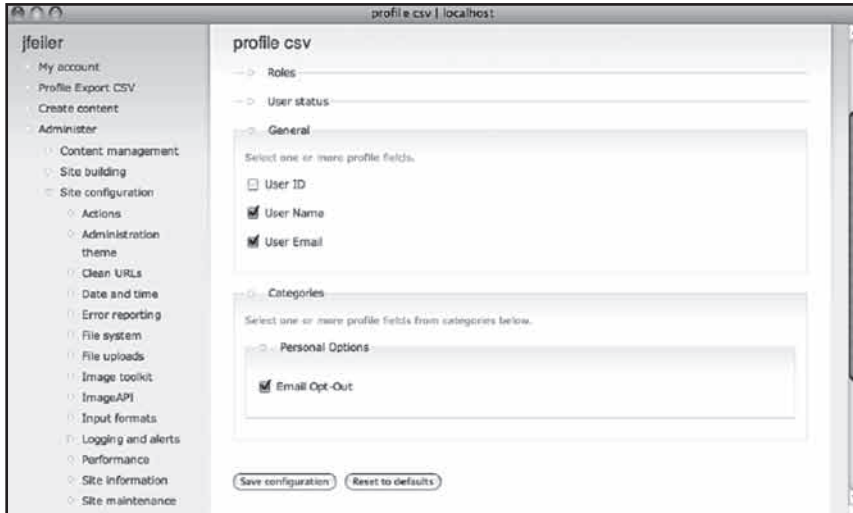 profile csv | localhost
jfeiler
My account
Profile Export CSV
Create content
Administer
Content management
Site building
Site configuration
Actions
Administration
theme
Clean URLs
Date and time
Error reporting
File system
File uploads
Image toolkit
ImageAPI
Input formats
Logging and alerts
Performance
Site information
Site maintenance
profile csv
Roles
User status
General
Select one or more profile fields.
User ID
User Name
User Email
Categories
Select one or more profile fields from categories below.
Personal Options
Email Opt-Out
Save configuration
Reset to defaults